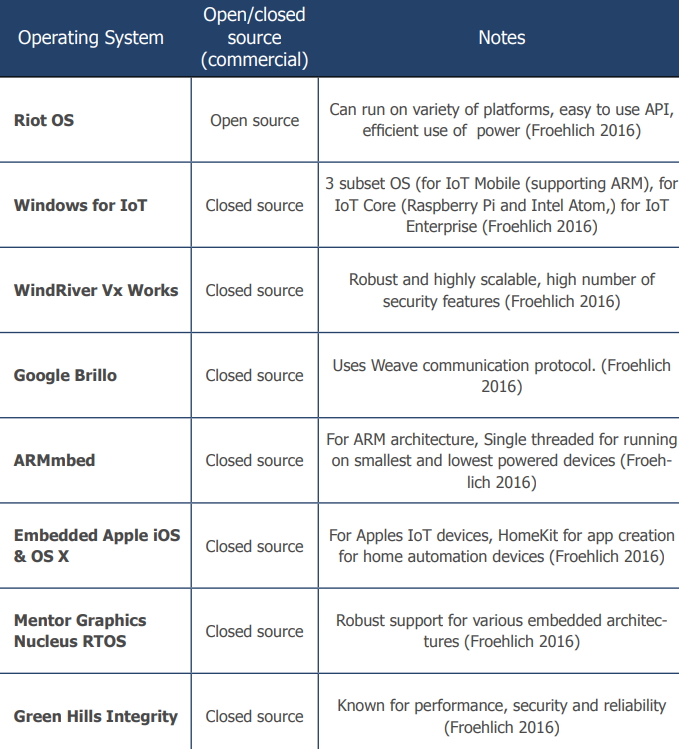 Operating System
Open/closed
source
(commercial)
Notes
Riot OS
Open source
Can run on variety of platforms, easy to use API,
efficient use of power (Froehlich 2016)
Windows for IoT
Closed source
3 subset OS (for IoT Mobile (supporting ARM), for
IoT Core (Raspberry Pi and Intel Atom,) for IoT
Enterprise (Froehlich 2016)
WindRiver Vx Works
Closed source
Robust and highly scalable, high number of
security features (Froehlich 2016)
Google Brillo
Closed source
Uses Weave communication protocol. (Froehlich
2016)
ARMmbed
Closed source
For ARM architecture, Single threaded for running
on smallest and lowest powered devices (Froeh-
lich 2016)
Embedded Apple iOS
& OS X
Closed source
For Apples IoT devices, HomeKit for app creation
for home automation devices (Froehlich 2016)
Mentor Graphics
Nucleus RTOS
Closed source
Robust support for various embedded architec-
tures (Froehlich 2016)
Green Hills Integrity
Closed source
Known for performance, security and reliability
(Froehlich 2016)